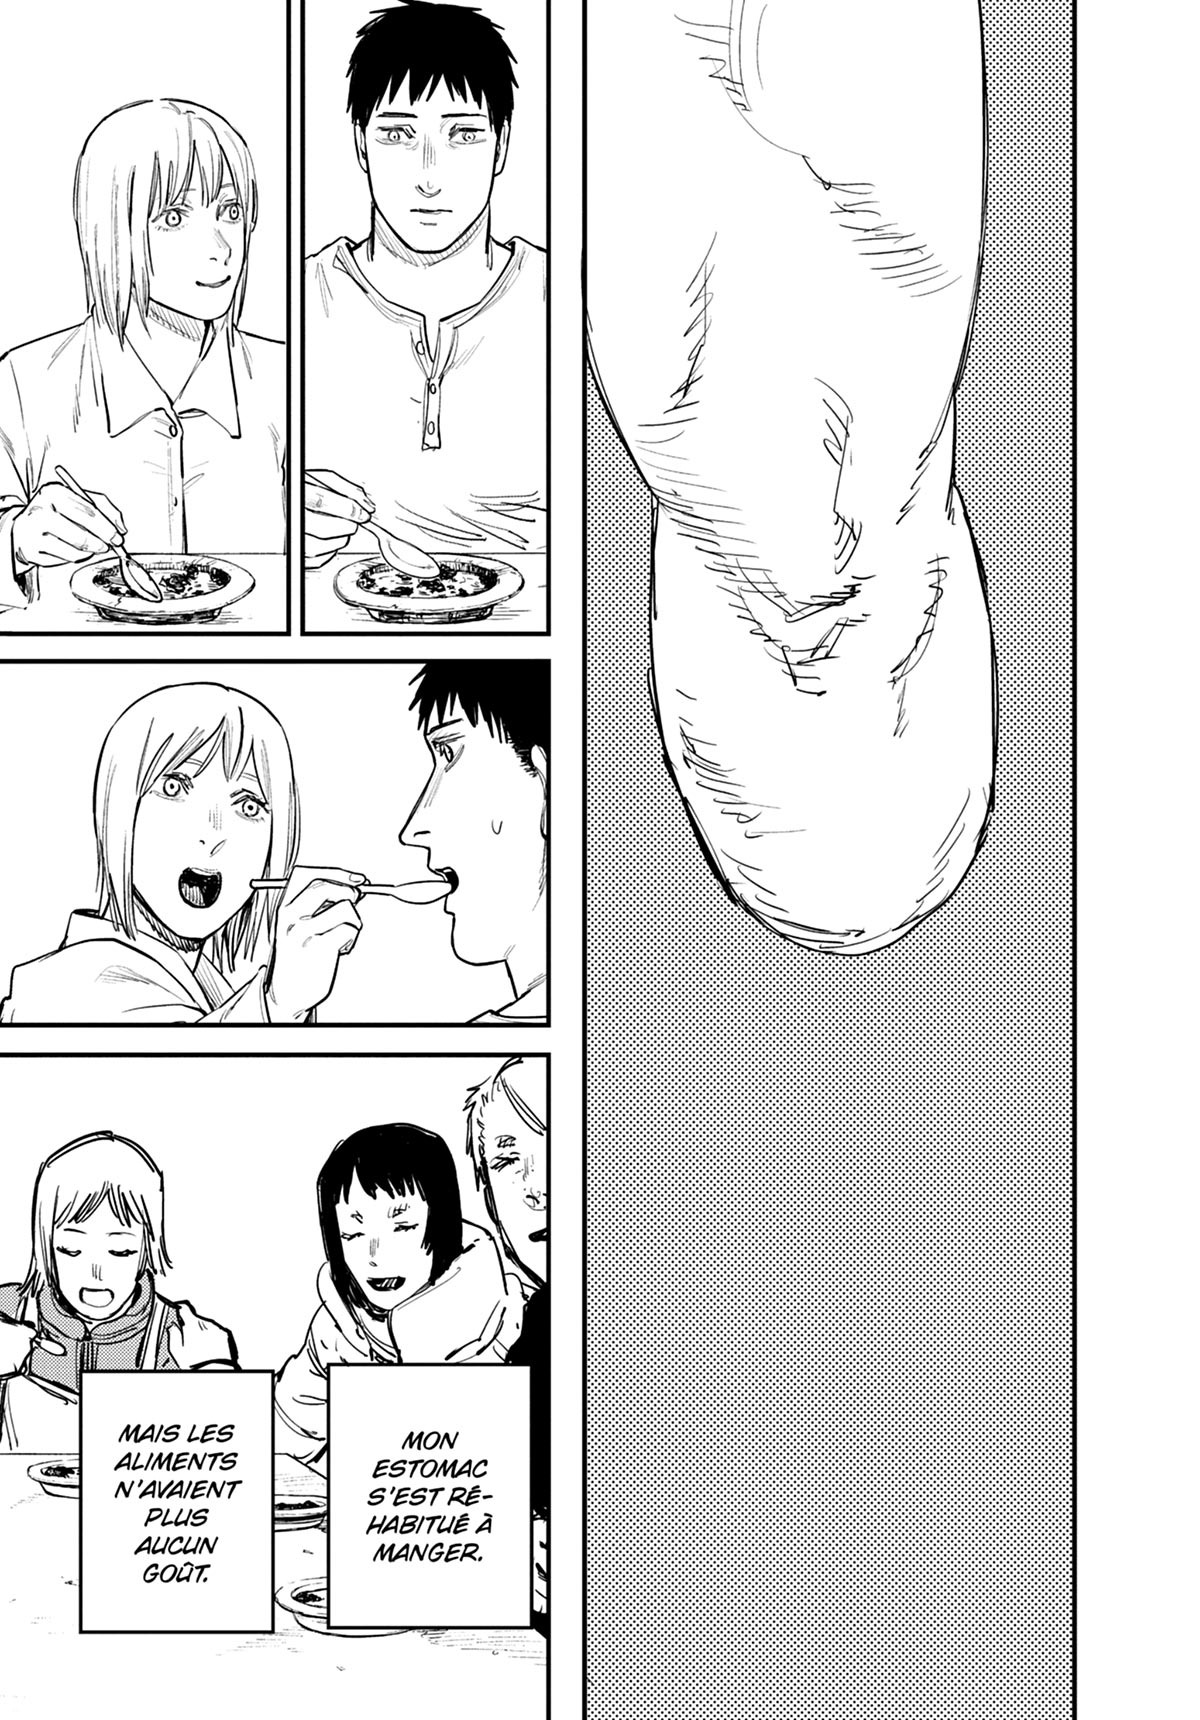 MON
ESTOMAC
S'EST RÉ-
HABITUÉ À
MANGER.
MAIS LES
ALIMENTS
N'AVAIENT
PLUS
AUCUN
GOÛT.